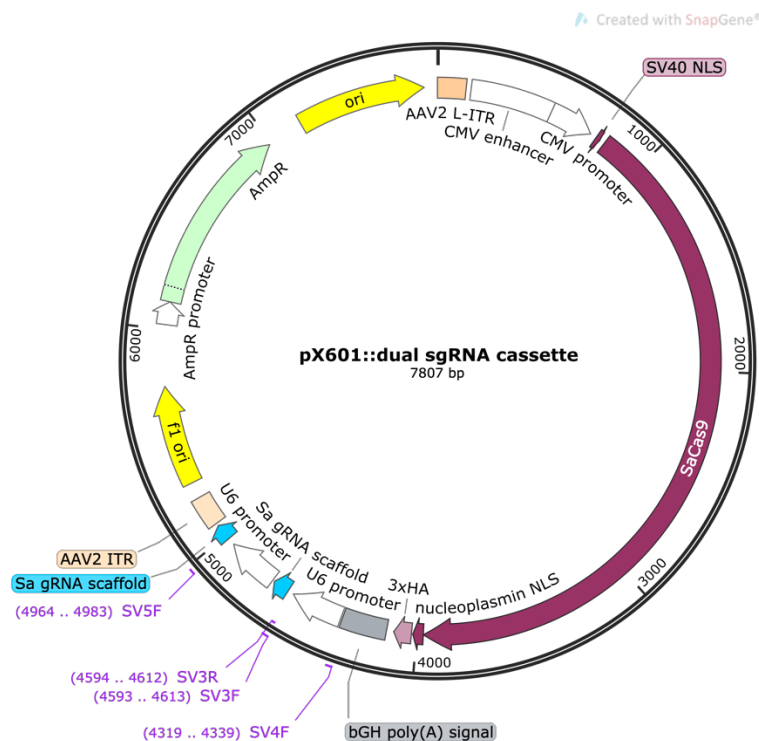 Created with SnapGene®
SV40 NLS
ori
AAV2 L-ITR
CMV enhancer
CMV promoter
1000
7000
AmpR
AmpR promoter
6000
pX601::dual sgRNA cassette
7807 bp
2000
SaCas9
f1 ori
U6 promoter
Sa gRNA scaffold
U6 promoter
3xHA
nucleoplasmin NLS
3000
AAV2 ITR
Sa gRNA scaffold
5000
(4964 .. 4983) SV5F
4000
(4594 .. 4612) SV3R
(4593 .. 4613) SV3F
(4319 .. 4339) SV4F
bGH poly(A) signal